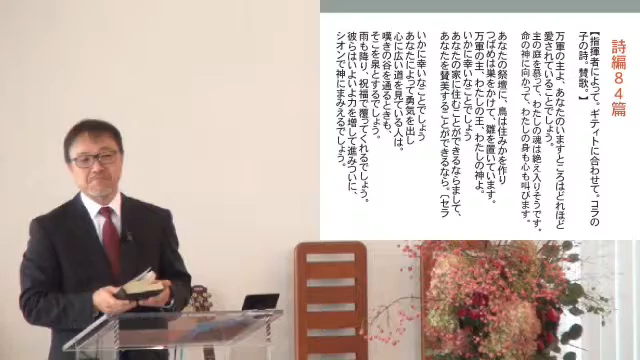 詩編８４篇
【指揮者によって。ギティトに合わせて。コラの
子の詩。賛歌。】
万軍の主よ、あなたのいますところはどれほど
愛されていることでしょう。
主の庭を慕って、わたしの魂は絶え入りそうです。
命の神に向かって、わたしの身も心も叫びます。
あなたの祭壇に、鳥は住みかを作り
つばめは巣をかけて、雛を置いています。
万軍の主、わたしの王、わたしの神よ。
いかに幸いなことでしょう
あなたの家に住むことができるならまして、
あなたを賛美することができるなら。〔セラ
いかに幸いなことでしょう
あなたによって勇気を出し
心に広い道を見ている人は。
嘆きの谷を通るときも、
そこを泉とするでしょう。
雨も降り、祝福で覆ってくれるでしょう。
彼らはいよいよ力を増して進みついに、
シオンで神にまみえるでしょう。